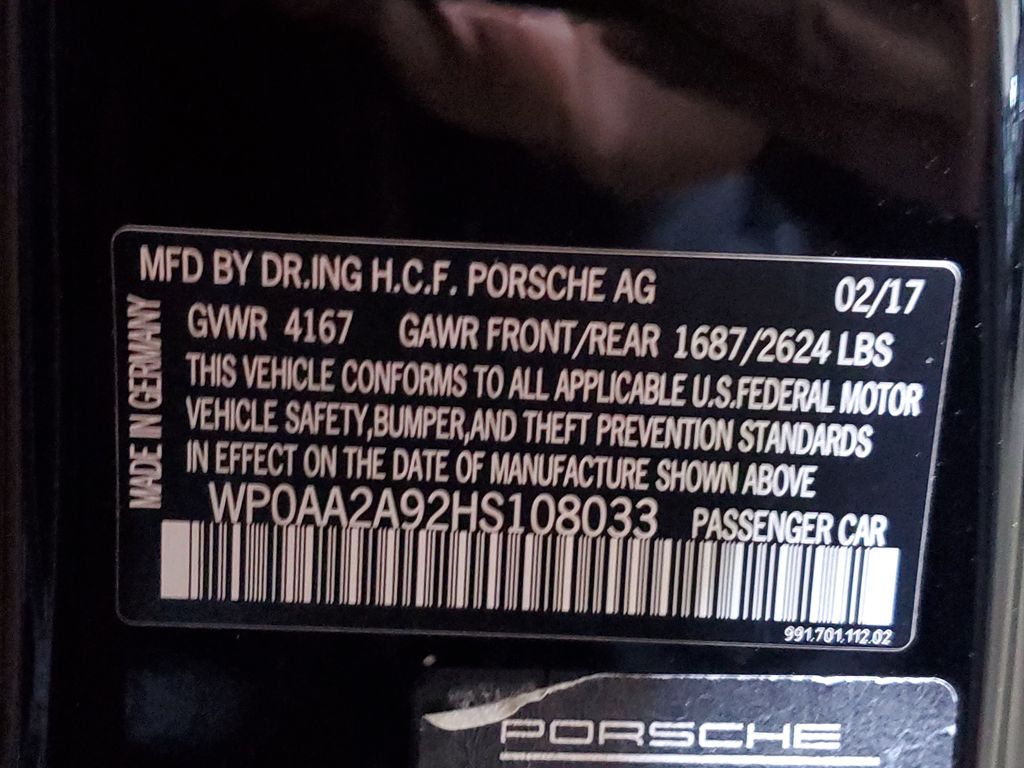 MFD BY DR.ING H.C.F. PORSCHE AG 02/17
GVWR 4167 GAWR FRONT/REAR 1687/2624 LBS
THIS VEHICLE CONFORMS TO ALL APPLICABLE U.S.FEDERAL MOTOR
VEHICLE SAFETY,BUMPER,AND THEFT PREVENTION STANDARDS
IN EFFECT ON THE DATE OF MANUFACTURE SHOWN ABOVE
WP0AA2A92HS108033 PASSENGER CAR
MADE IN GERMANY
991.701.112.02
PORSCHE